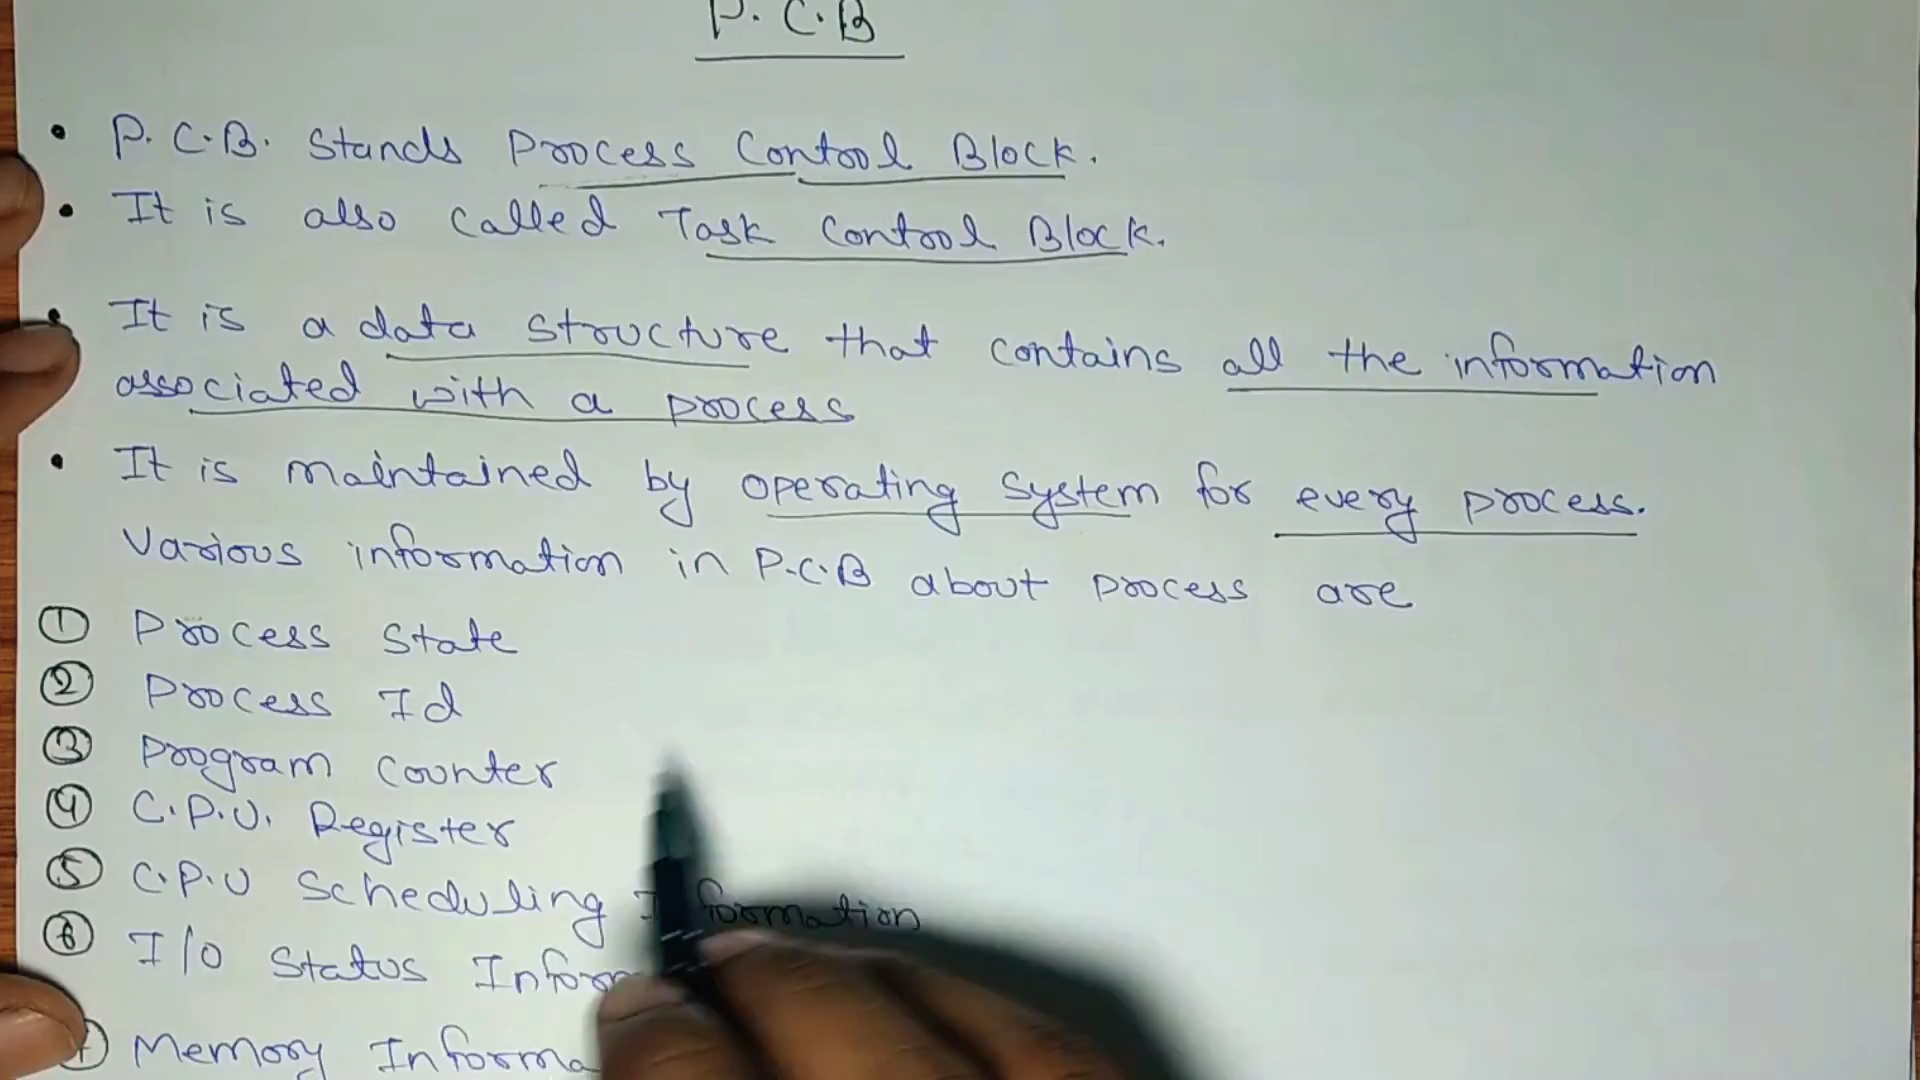 P.C.B
• P.C.B. Stands Process Control Block.
• It is also called Task Control Block.
• It is a data structure that contains all the information
associated with a process
• It is maintained by operating system for every process.
Various information in P.C.B about process are
① Process State
② Process Id
③ Program Counter
④ C.P.U. Register
⑤ C.P.U Scheduling Information
⑥ I/O Status
Memory